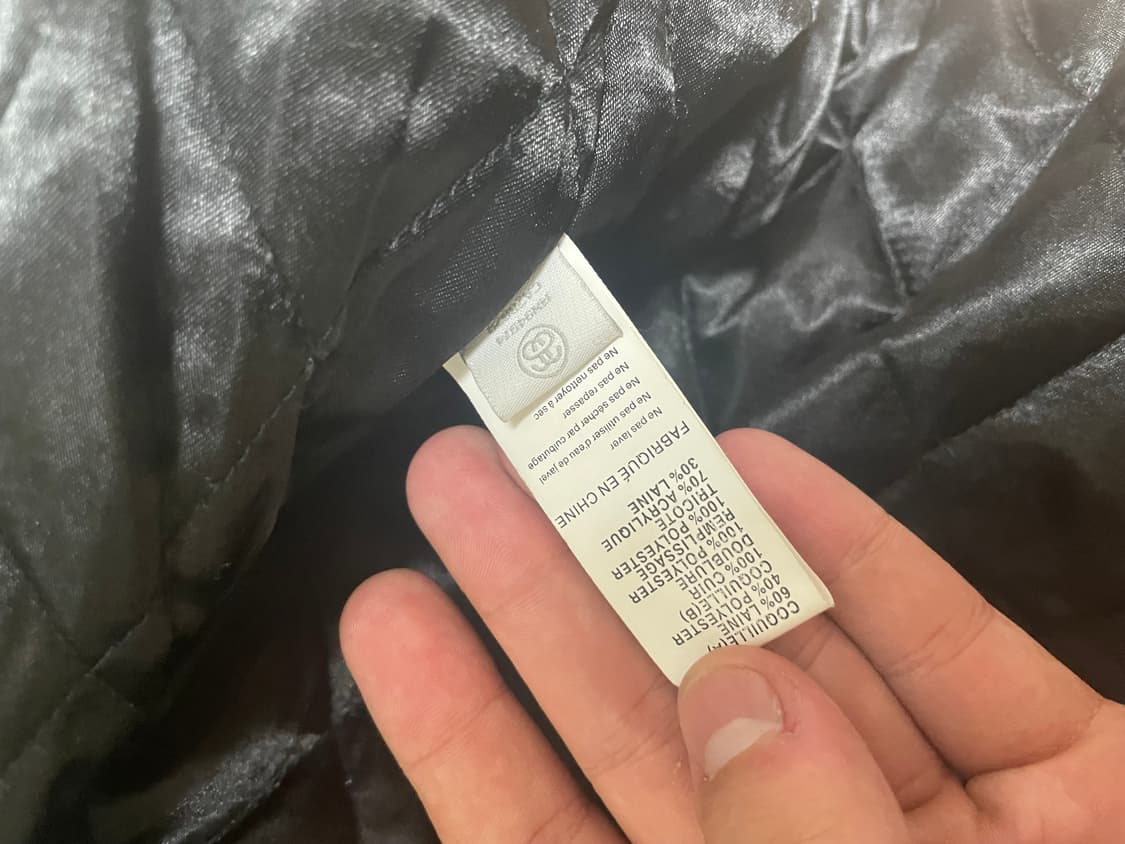 COQUILLE(A)
60% LAINE
40% POLYESTER
COQUILLE(B)
100% CUIR
DOUBLURE
100% POLYESTER
REMPLISSAGE
100% POLYESTER
TRICOTÉ
70% ACRYLIQUE
30% LAINE
FABRIQUÉ EN CHINE
Ne pas laver
Ne pas utiliser d'eau de javel
Ne pas sécher par culbutage
Ne pas repasser
Ne pas nettoyer à sec